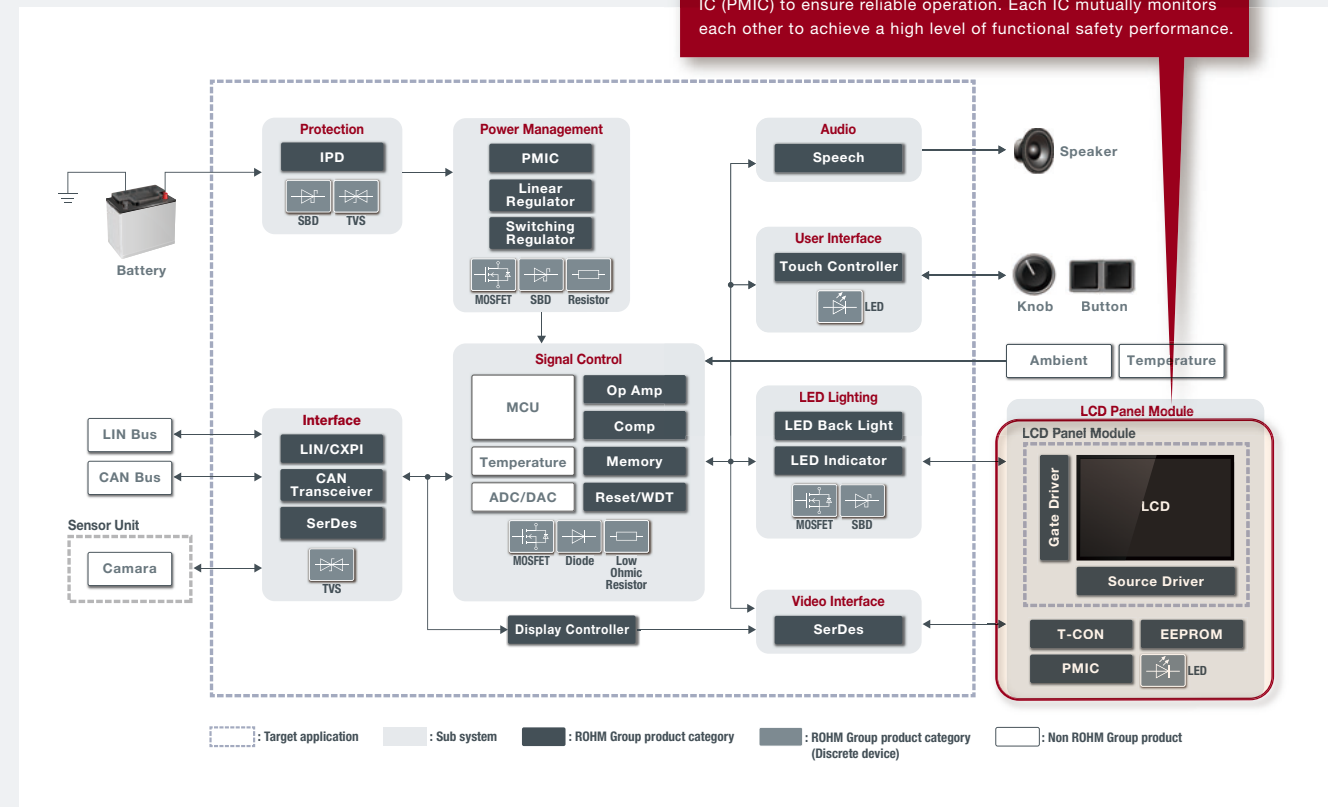 IC (PMIC) to ensure reliable operation. Each IC mutually monitors
each other to achieve a high level of functional safety performance.
Protection
IPD
SBD
TVS
Power Management
PMIC
Linear
Regulator
Switching
Regulator
MOSFET
SBD
Resistor
Audio
Speech
Speaker
Battery
User Interface
Touch Controller
LED
Knob
Button
Ambient
Temperature
Signal Control
MCU
Op Amp
Comp
Temperature
Memory
ADC/DAC
Reset/WDT
MOSFET
Diode
Low
Ohmic
Resistor
LIN Bus
CAN Bus
Sensor Unit
Camara
Interface
LIN/CXPI
CAN
Transceiver
SerDes
TVS
LED Lighting
LED Back Light
LED Indicator
MOSFET
SBD
Display Controller
Video Interface
SerDes
LCD Panel Module
LCD Panel Module
Gate Driver
LCD
Source Driver
T-CON
EEPROM
PMIC
LED
: Target application
: Sub system
: ROHM Group product category
: ROHM Group product category
(Discrete device)
: Non ROHM Group product